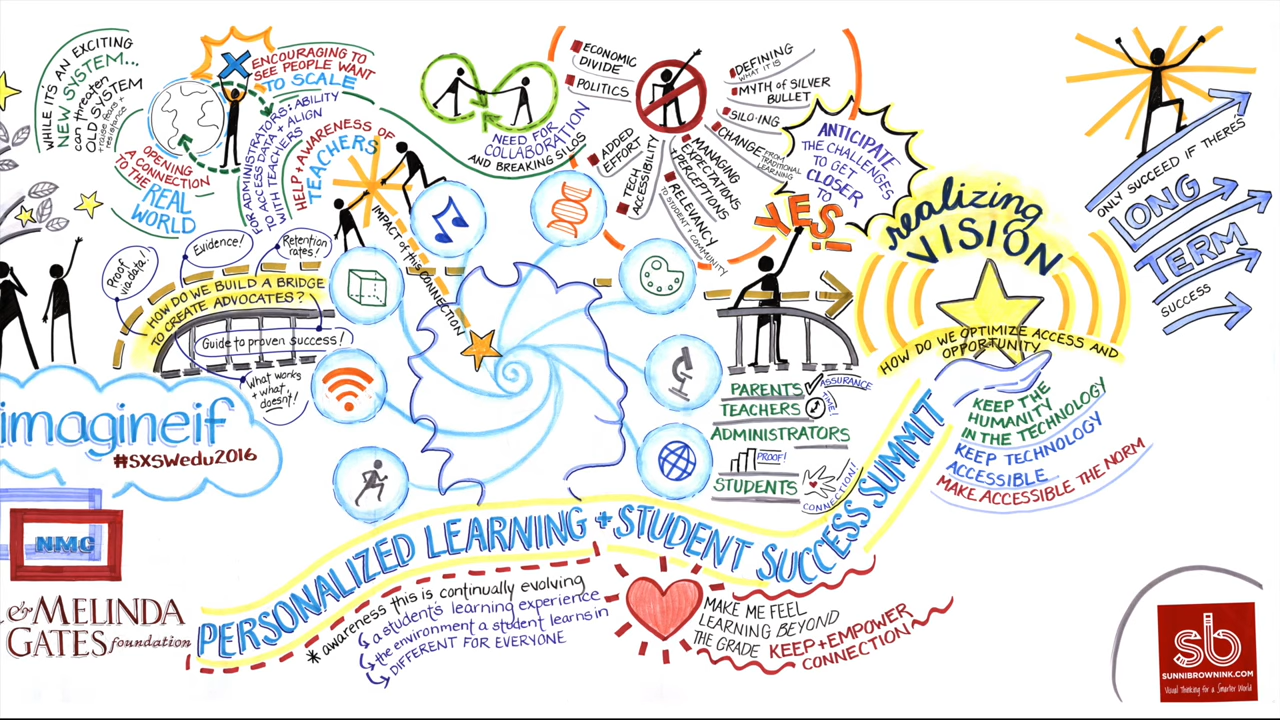 WHILE IT'S AN EXCITING
NEW SYSTEM...
can threaten
OLD SYSTEM
+ raise fears
resistance +
ENCOURAGING TO
SEE PEOPLE WANT
TO SCALE
OPENING
A CONNECTION
TO THE REAL
WORLD
FOR ADMINISTRATORS: ABILITY
TO ACCESS DATA + ALIGN
WITH TEACHERS
HELP + AWARENESS OF
TEACHERS
IMPACT OF this CONNECTION
NEED FOR
COLLABORATION
AND BREAKING SILOS
ECONOMIC
DIVIDE
POLITICS
ADDED
EFFORT
TECH
ACCESSIBILITY
DEFINING
WHAT IT IS
MYTH of SILVER
BULLET
SILO-ING
CHANGE FROM
TRADITIONAL
LEARNING
MANAGING
EXPECTATIONS
+ PERCEPTIONS
RELEVANCY
TO STUDENT + COMMUNITY
ANTICIPATE
THE CHALLENGES
TO GET
CLOSER
TO
YES!
realizing
VISION
HOW DO WE OPTIMIZE ACCESS AND
OPPORTUNITY
ONLY SUCCEED IF THERE'S
LONG
TERM
SUCCESS
Proof
via data!
Evidence!
Retention
rates!
HOW DO WE BUILD A BRIDGE
TO CREATE ADVOCATES?
Guide to proven success!
What works
+ what
doesn't!
PARENTS
ASSURANCE
TEACHERS
TIME!
ADMINISTRATORS
PROOF!
STUDENTS
CONNECTION!
KEEP THE
HUMANITY
IN THE TECHNOLOGY
KEEP TECHNOLOGY
ACCESSIBLE
MAKE ACCESSIBLE THE NORM
imagineif
#SXSWedu2016
NMC
& MELINDA
GATES foundation
PERSONALIZED LEARNING + STUDENT SUCCESS SUMMIT
* awareness this is continually evolving
a student's learning experience
the environment a student learns in
DIFFERENT FOR EVERYONE
MAKE ME FEEL
LEARNING BEYOND
THE GRADE
KEEP + EMPOWER
CONNECTION
sb
SUNNIBROWNINK.COM
Visual Thinking for a Smarter World